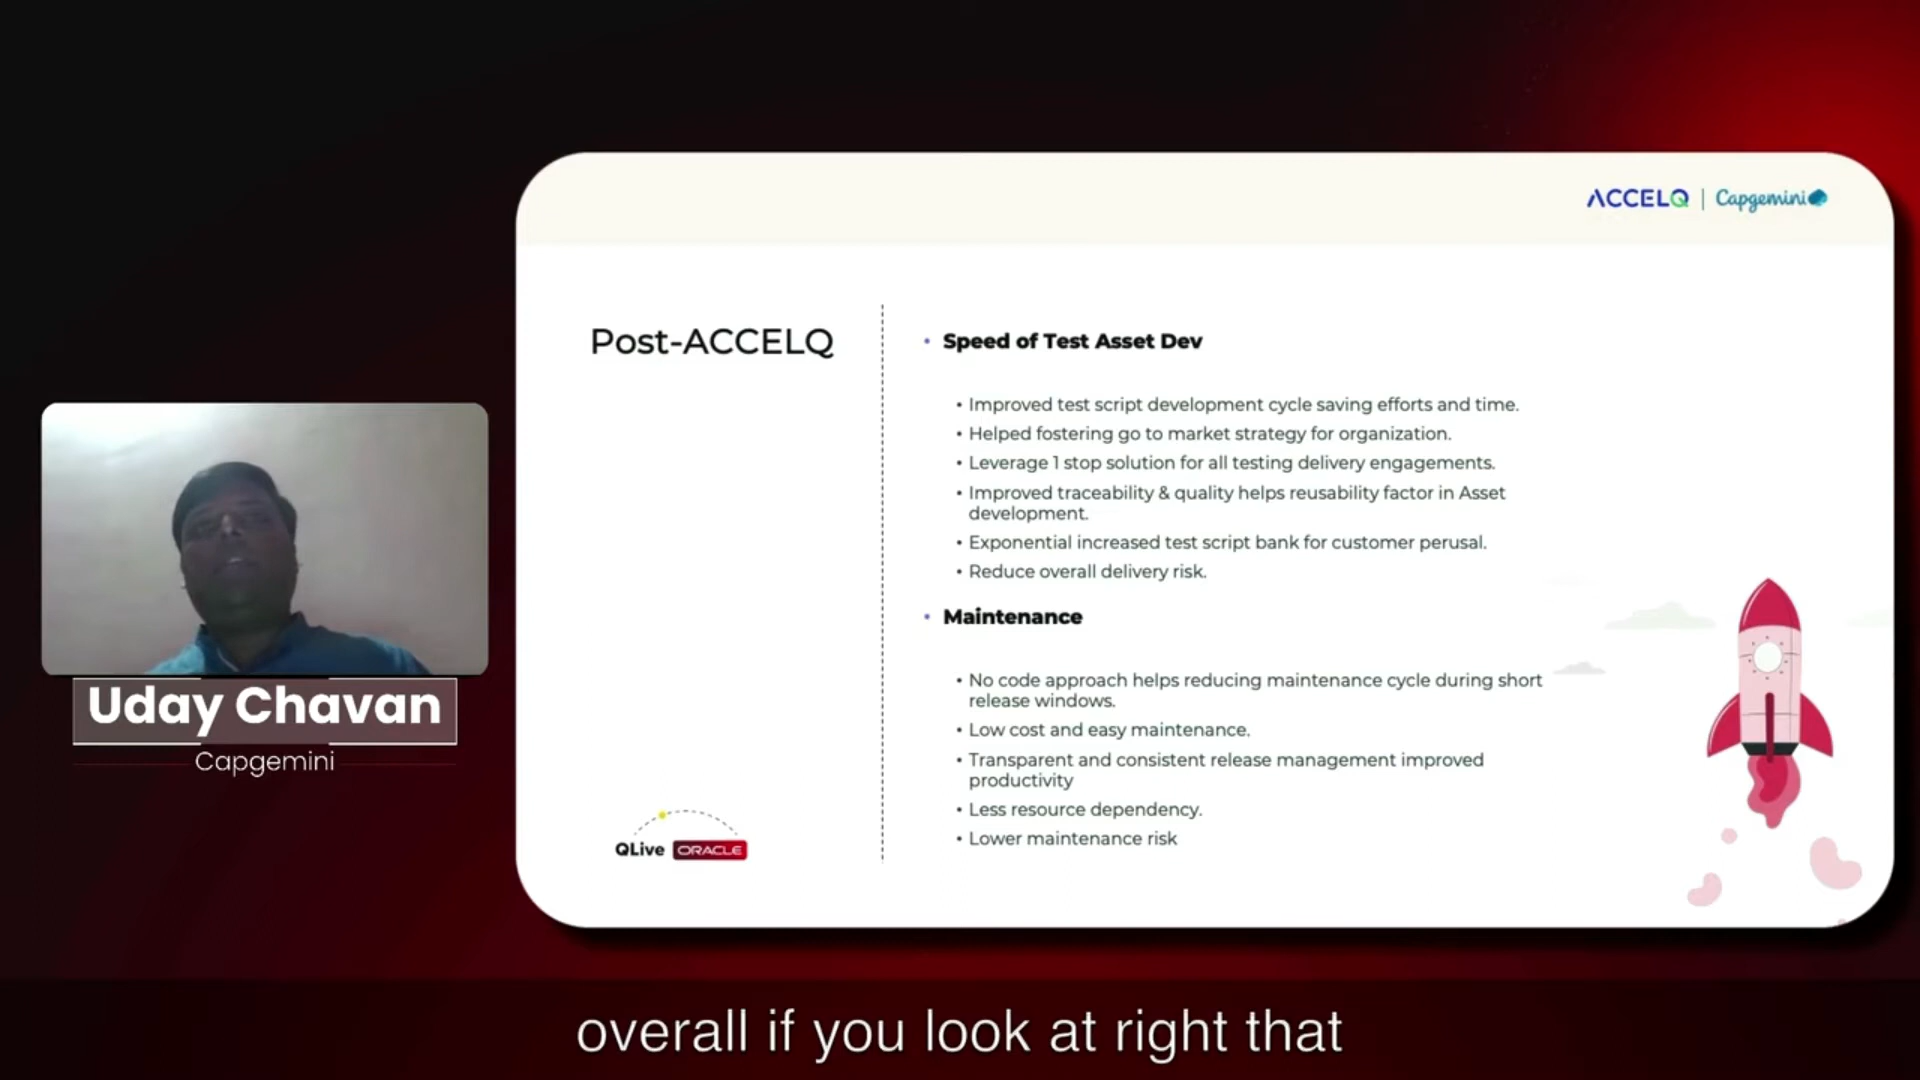 ACCELQ | Capgemini
Post-ACCELQ
• Speed of Test Asset Dev
• Improved test script development cycle saving efforts and time.
• Helped fostering go to market strategy for organization.
• Leverage 1 stop solution for all testing delivery engagements.
• Improved traceability & quality helps reusability factor in Asset
development.
• Exponential increased test script bank for customer perusal.
• Reduce overall delivery risk.
• Maintenance
• No code approach helps reducing maintenance cycle during short
release windows.
• Low cost and easy maintenance.
• Transparent and consistent release management improved
productivity
• Less resource dependency.
• Lower maintenance risk
QLive ORACLE
Uday Chavan
Capgemini
overall if you look at right that